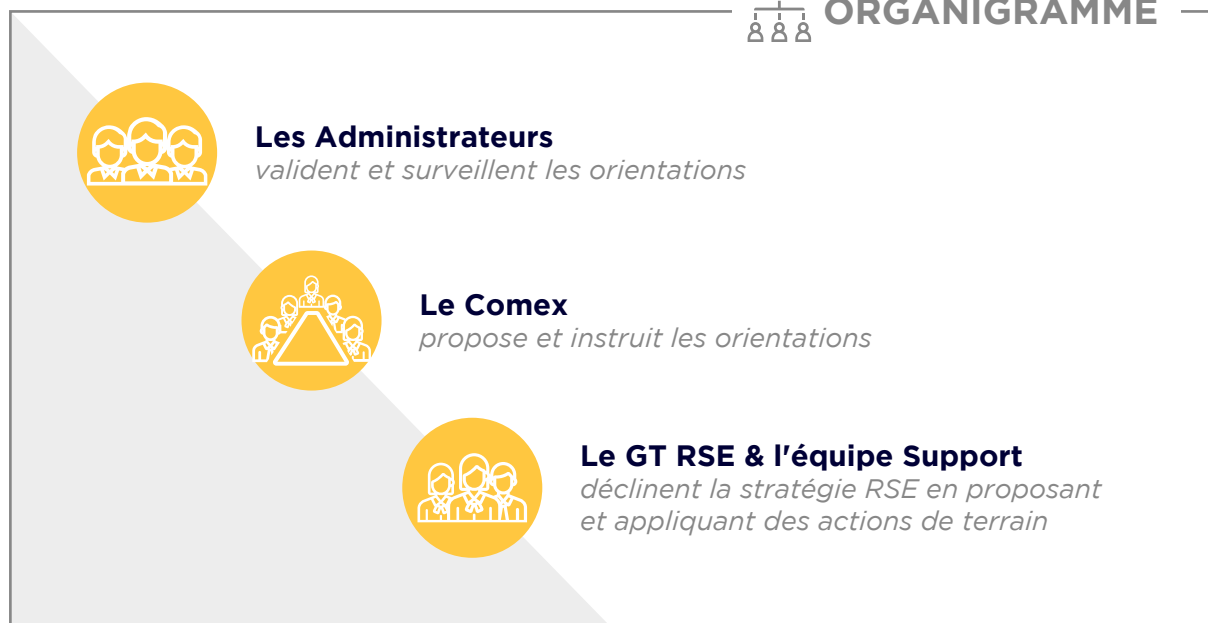 ORGANIGRAMME
Les Administrateurs
valident et surveillent les orientations
Le Comex
propose et instruit les orientations
Le GT RSE & l'équipe Support
déclinent la stratégie RSE en proposant
et appliquant des actions de terrain